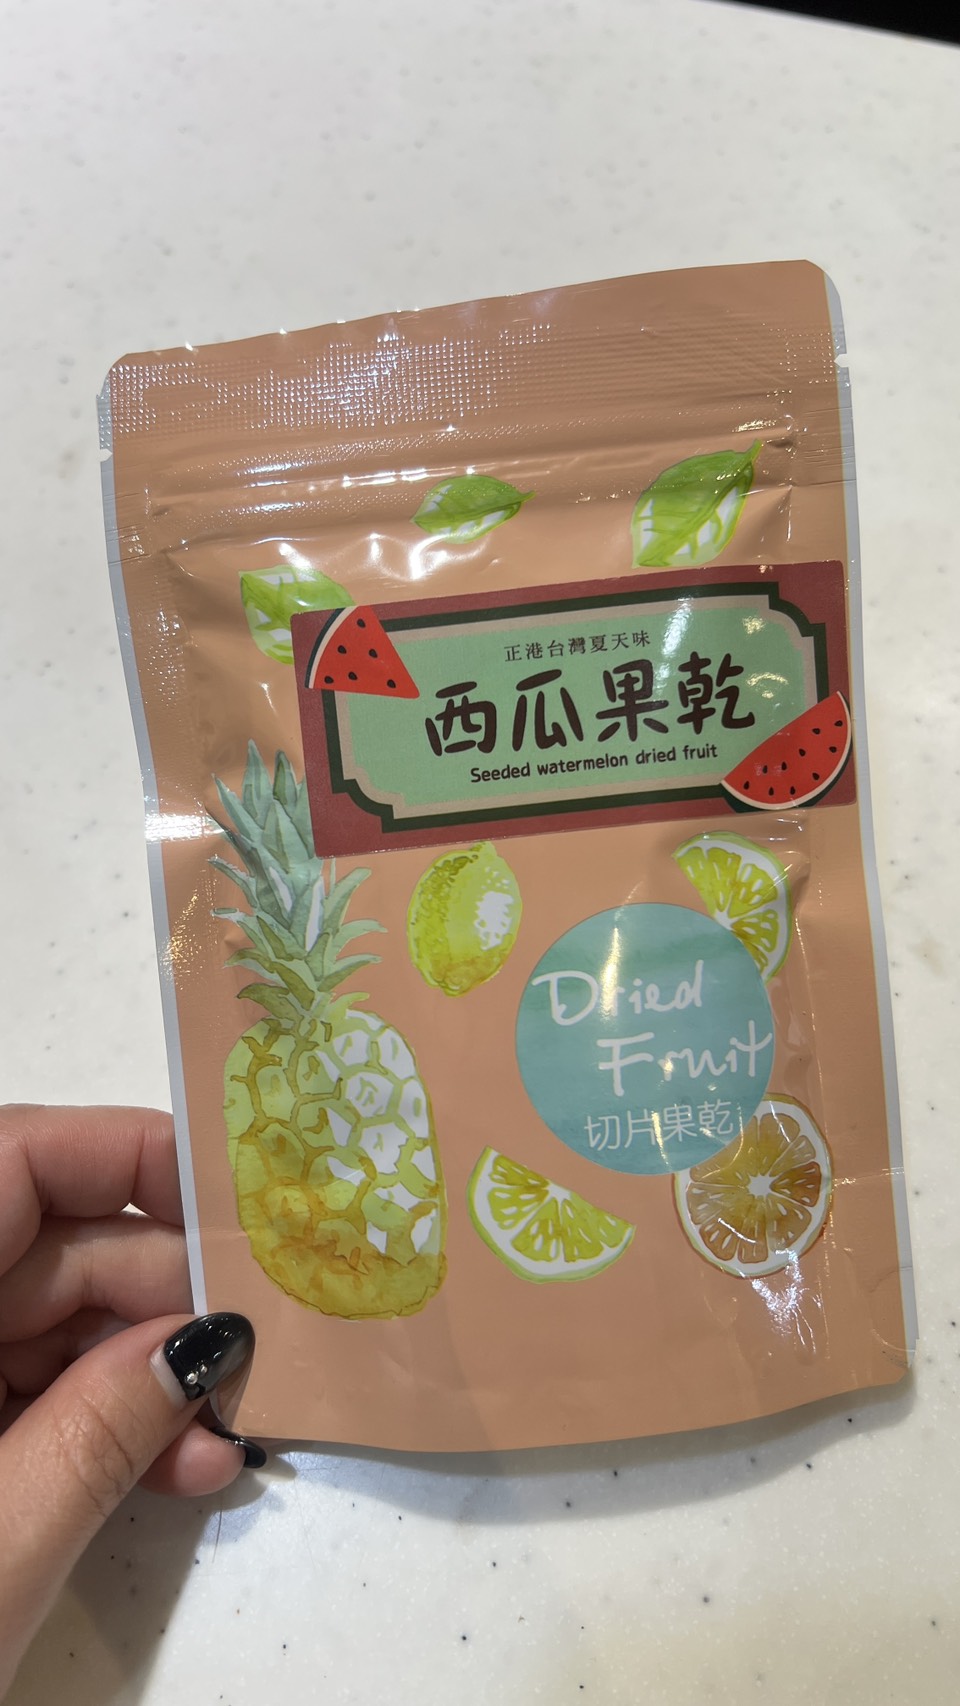 正港台灣夏天味
西瓜果乾
Seeded watermelon dried fruit
Dried
Fruit
切片果乾